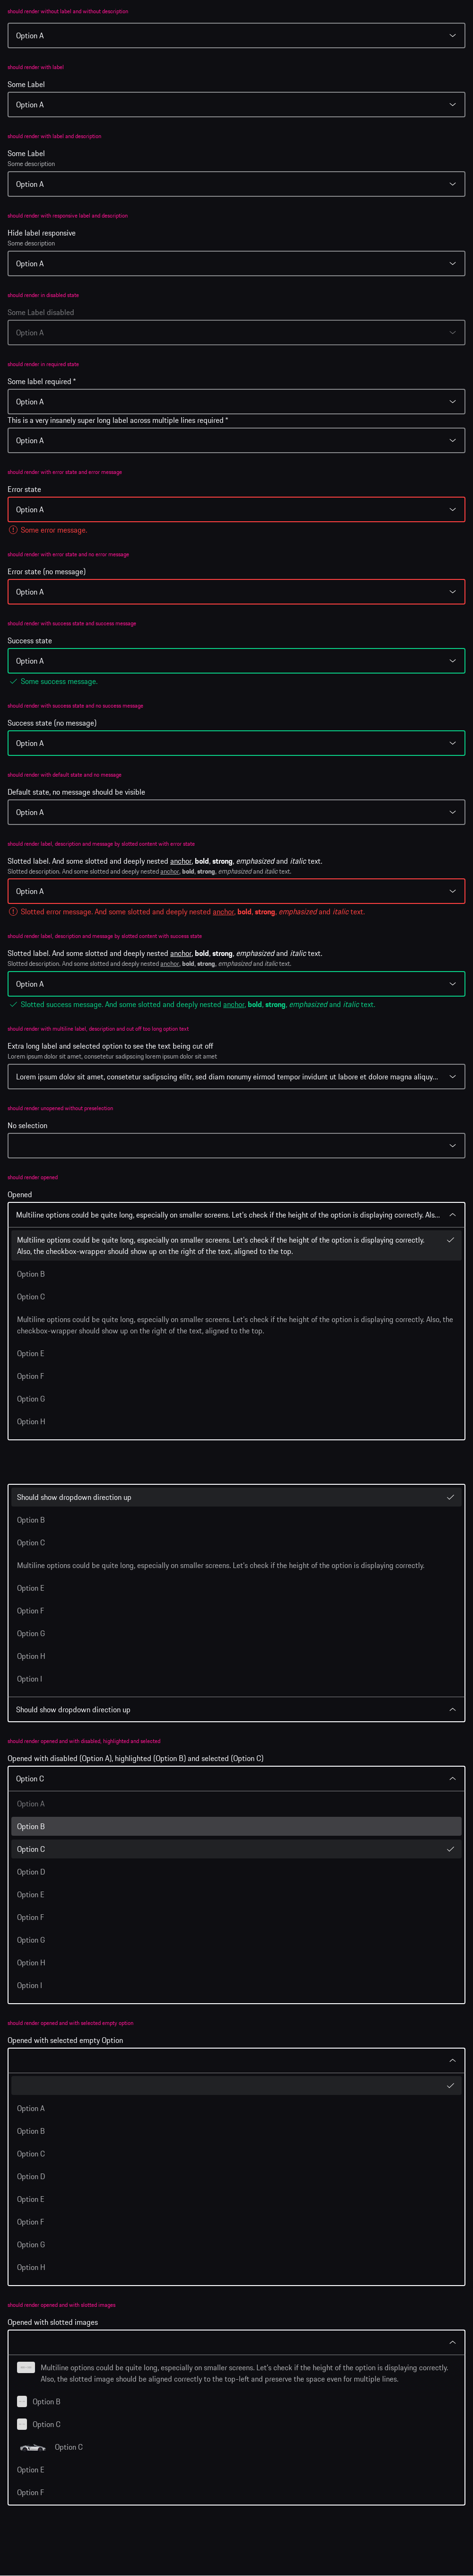 should render without label and without description
Option A
should render with label
Some Label
Option A
should render with label and description
Some Label
Some description
Option A
should render with responsive label and description
Hide label responsive
Some description
Option A
should render in disabled state
Some Label disabled
Option A
should render in required state
Some label required *
Option A
This is a very insanely super long label across multiple lines required *
Option A
should render with error state and error message
Error state
Option A
Some error message.
should render with error state and no error message
Error state (no message)
Option A
should render with success state and success message
Success state
Option A
Some success message.
should render with success state and no success message
Success state (no message)
Option A
should render with default state and no message
Default state, no message should be visible
Option A
should render label, description and message by slotted content with error state
Slotted label. And some slotted and deeply nested anchor, bold, strong, emphasized and italic text.
Slotted description. And some slotted and deeply nested anchor, bold, strong, emphasized and italic text.
Option A
Slotted error message. And some slotted and deeply nested anchor, bold, strong, emphasized and italic text.
should render label, description and message by slotted content with success state
Slotted label. And some slotted and deeply nested anchor, bold, strong, emphasized and italic text.
Slotted description. And some slotted and deeply nested anchor, bold, strong, emphasized and italic text.
Option A
Slotted success message. And some slotted and deeply nested anchor, bold, strong, emphasized and italic text.
should render with multiline label, description and cut off too long option text
Extra long label and selected option to see the text being cut off
Lorem ipsum dolor sit amet, consetetur sadipscing lorem ipsum dolor sit amet
Lorem ipsum dolor sit amet, consetetur sadipscing elitr, sed diam nonumy eirmod tempor invidunt ut labore et dolore magna aliquy...
should render unopened without preselection
No selection
should render opened
Opened
Multiline options could be quite long, especially on smaller screens. Let's check if the height of the option is displaying correctly. Als...
Multiline options could be quite long, especially on smaller screens. Let's check if the height of the option is displaying correctly.
Also, the checkbox-wrapper should show up on the right of the text, aligned to the top.
Option B
Option C
Multiline options could be quite long, especially on smaller screens. Let's check if the height of the option is displaying correctly. Also, the
checkbox-wrapper should show up on the right of the text, aligned to the top.
Option E
Option F
Option G
Option H
Should show dropdown direction up
Option B
Option C
Multiline options could be quite long, especially on smaller screens. Let's check if the height of the option is displaying correctly.
Option E
Option F
Option G
Option H
Option I
Should show dropdown direction up
should render opened and with disabled, highlighted and selected
Opened with disabled (Option A), highlighted (Option B) and selected (Option C)
Option C
Option A
Option B
Option C
Option D
Option E
Option F
Option G
Option H
Option I
should render opened and with selected empty option
Opened with selected empty Option
Option A
Option B
Option C
Option D
Option E
Option F
Option G
Option H
should render opened and with slotted images
Opened with slotted images
Multiline options could be quite long, especially on smaller screens. Let's check if the height of the option is displaying correctly.
Also, the slotted image should be aligned correctly to the top-left and preserve the space even for multiple lines.
Option B
Option C
Option C
Option E
Option F